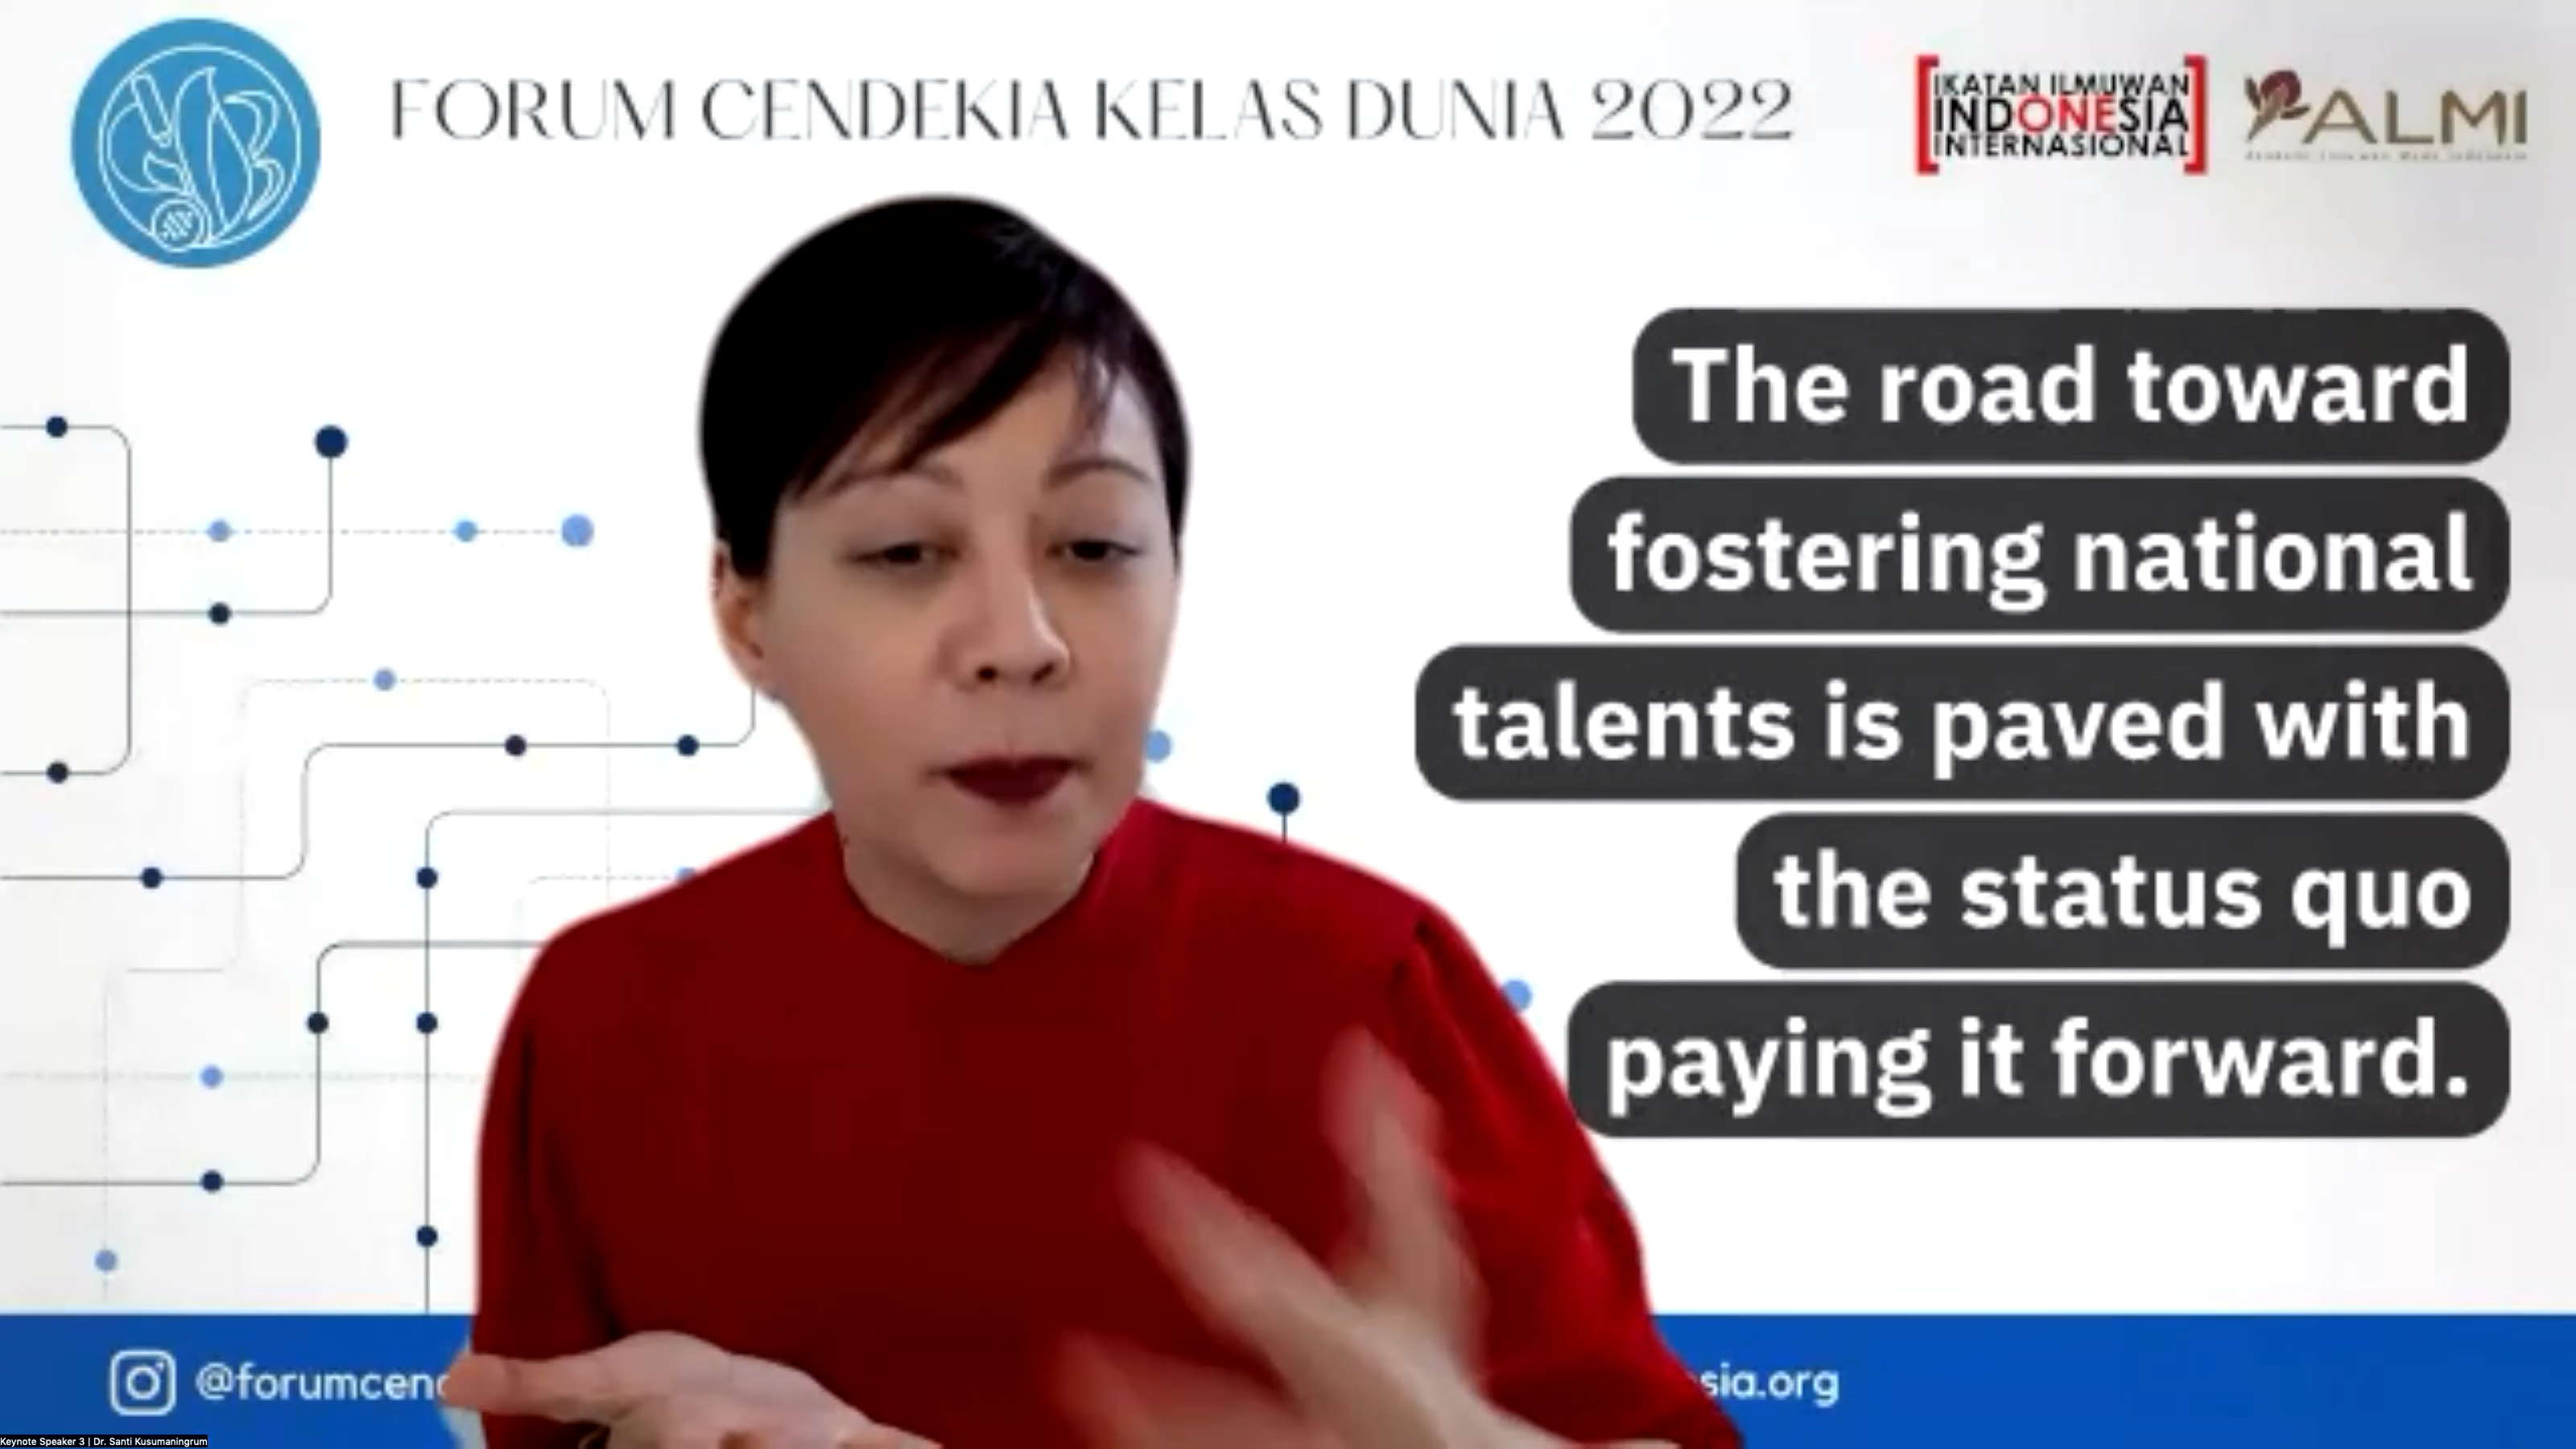 FORUM CENDEKIA KELAS DUNIA 2022
IKATAN ILMUWAN
INDONESIA
INTERNASIONAL
ALMI
The road toward
fostering national
talents is paved with
the status quo
paying it forward.
@forumcen
sia.org
Keynote Speaker 3 | Dr. Santi Kusumaningrum